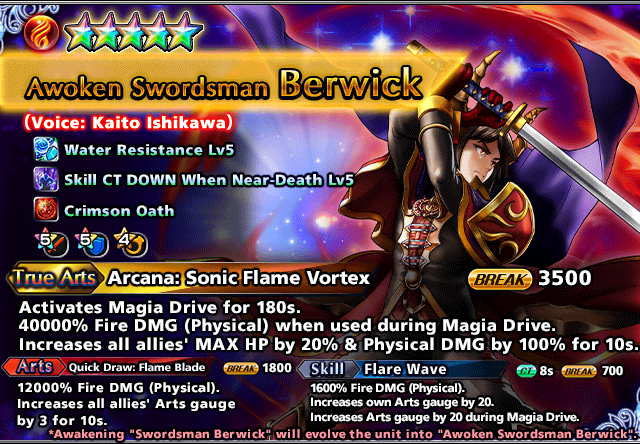 Awoken Swordsman Berwick
(Voice: Kaito Ishikawa)
Water Resistance Lv5
Skill CT DOWN When Near-Death Lv5
Crimson Oath
5 5 4
True Arts Arcana: Sonic Flame Vortex BREAK 3500
Activates Magia Drive for 180s.
40000% Fire DMG (Physical) when used during Magia Drive.
Increases all allies' MAX HP by 20% & Physical DMG by 100% for 10s.
Arts Quick Draw: Flame Blade BREAK 1800
12000% Fire DMG (Physical).
Increases all allies' Arts gauge
by 3 for 10s.
Skill Flare Wave CT 8s BREAK 700
1600% Fire DMG (Physical).
Increases own Arts gauge by 20.
Increases Arts gauge by 20 during Magia Drive.
*Awakening "Swordsman Berwick" will evolve the unit into "Awoken Swordsman Berwick".